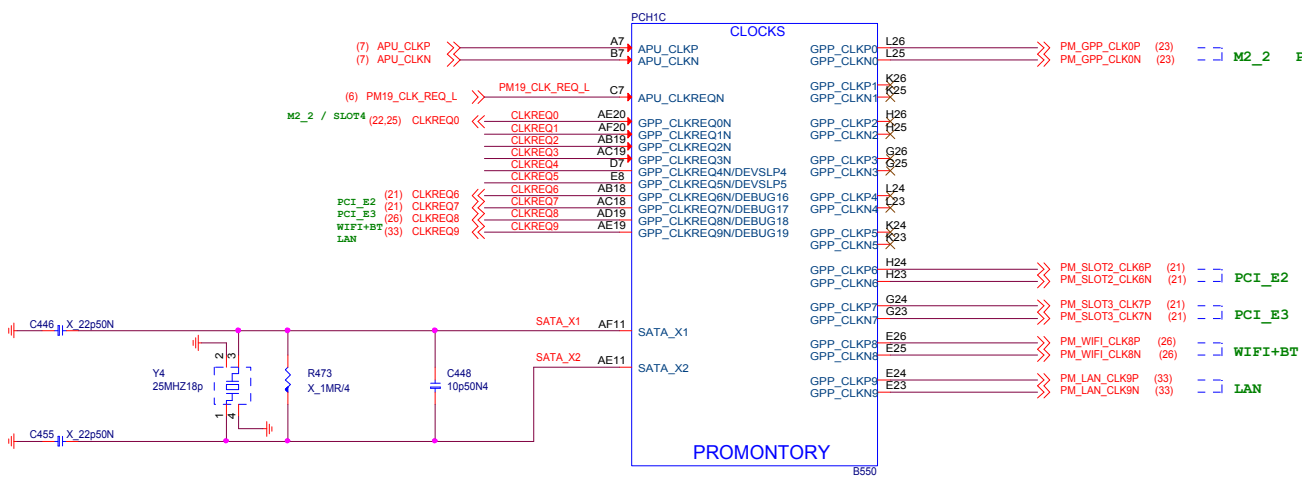 PCH1C
CLOCKS
(7) APU_CLKP A7 APU_CLKP
(7) APU_CLKN B7 APU_CLKN
(6) PM19_CLK_REQ_L PM19_CLK_REQ_L C7 APU_CLKREQN
M2_2 / SLOT4 (22,25) CLKREQ0 CLKREQ0 AE20 GPP_CLKREQ0N
CLKREQ1 AF20 GPP_CLKREQ1N
CLKREQ2 AB19 GPP_CLKREQ2N
CLKREQ3 AC19 GPP_CLKREQ3N
CLKREQ4 D7 GPP_CLKREQ4N/DEVSLP4
CLKREQ5 E8 GPP_CLKREQ5N/DEVSLP5
(21) CLKREQ6 CLKREQ6 AB18 GPP_CLKREQ6N/DEBUG16
PCI_E2 (21) CLKREQ7 CLKREQ7 AC18 GPP_CLKREQ7N/DEBUG17
PCI_E3 (26) CLKREQ8 CLKREQ8 AD19 GPP_CLKREQ8N/DEBUG18
WIFI+BT (33) CLKREQ9 CLKREQ9 AE19 GPP_CLKREQ9N/DEBUG19
LAN
GPP_CLKP0 L26 PM_GPP_CLK0P (23)
GPP_CLKN0 L25 PM_GPP_CLK0N (23) M2_2
GPP_CLKP1 K26
GPP_CLKN1 K25
GPP_CLKP2 H26
GPP_CLKN2 H25
GPP_CLKP3 G26
GPP_CLKN3 G25
GPP_CLKP4 L24
GPP_CLKN4 L23
GPP_CLKP5 K24
GPP_CLKN5 K23
GPP_CLKP6 H24 PM_SLOT2_CLK6P (21)
GPP_CLKN6 H23 PM_SLOT2_CLK6N (21) PCI_E2
GPP_CLKP7 G24 PM_SLOT3_CLK7P (21)
GPP_CLKN7 G23 PM_SLOT3_CLK7N (21) PCI_E3
GPP_CLKP8 E26 PM_WIFI_CLK8P (26)
GPP_CLKN8 E25 PM_WIFI_CLK8N (26) WIFI+BT
GPP_CLKP9 E24 PM_LAN_CLK9P (33)
GPP_CLKN9 E23 PM_LAN_CLK9N (33) LAN
C446 X_22p50N SATA_X1 AF11 SATA_X1
SATA_X2 AE11 SATA_X2
2 3
Y4
25MHZ18p
1 4
R473
X_1MR/4
C448
10p50N4
C455 X_22p50N
PROMONTORY
B550